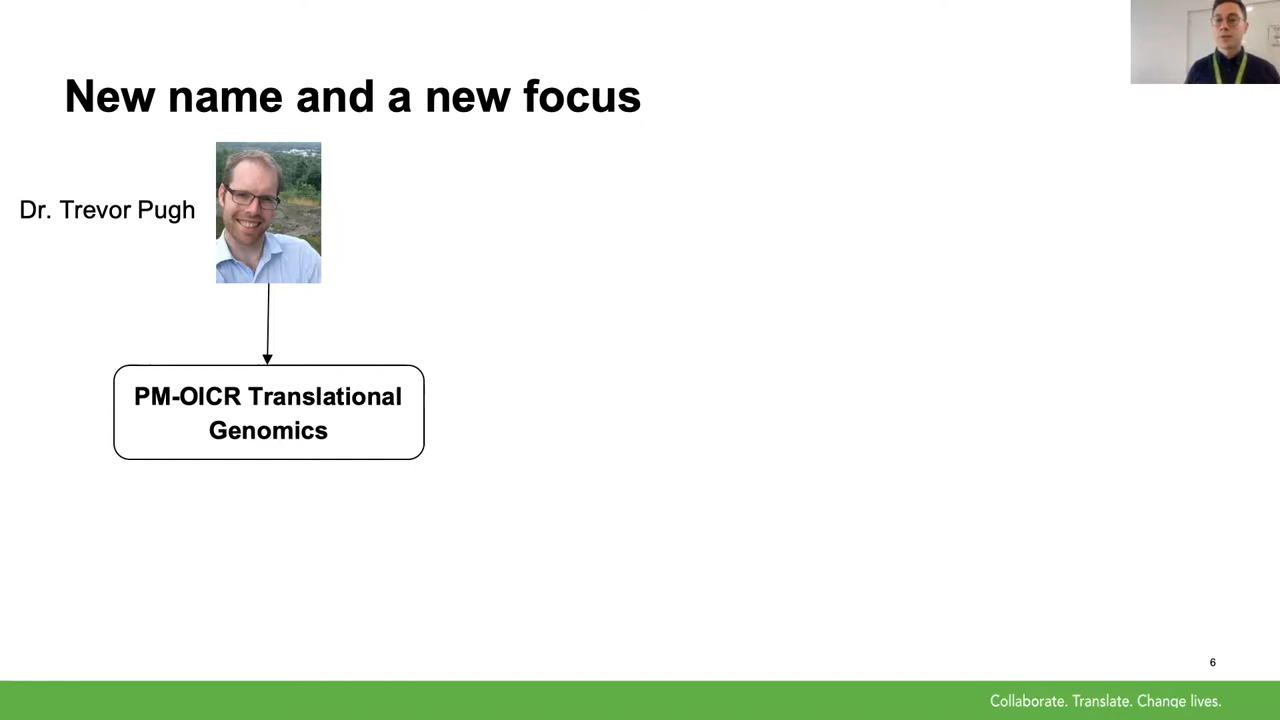 New name and a new focus
Dr. Trevor Pugh
PM-OICR Translational
Genomics
6
Collaborate. Translate. Change lives.